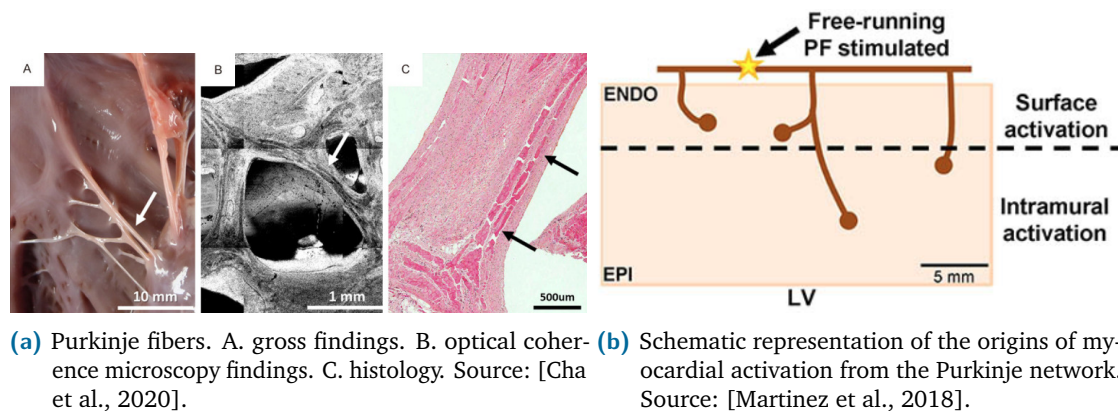 A
B
C
10 mm
1 mm
500um
Free-running
PF stimulated
ENDO
Surface
activation
Intramural
activation
EPI
5 mm
LV
(a) Purkinje fibers. A. gross findings. B. optical coher-
ence microscopy findings. C. histology. Source: [Cha
et al., 2020].
(b) Schematic representation of the origins of my-
ocardial activation from the Purkinje network.
Source: [Martinez et al., 2018].